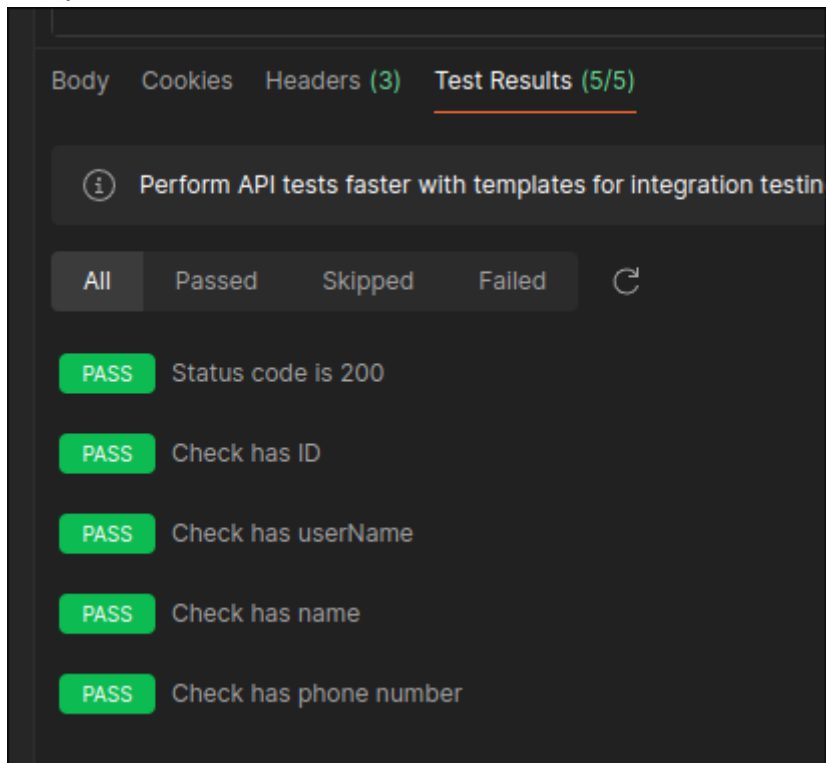 Body Cookies Headers (3) Test Results (5/5)
Perform API tests faster with templates for integration testin
All Passed Skipped Failed
PASS Status code is 200
PASS Check has ID
PASS Check has userName
PASS Check has name
PASS Check has phone number